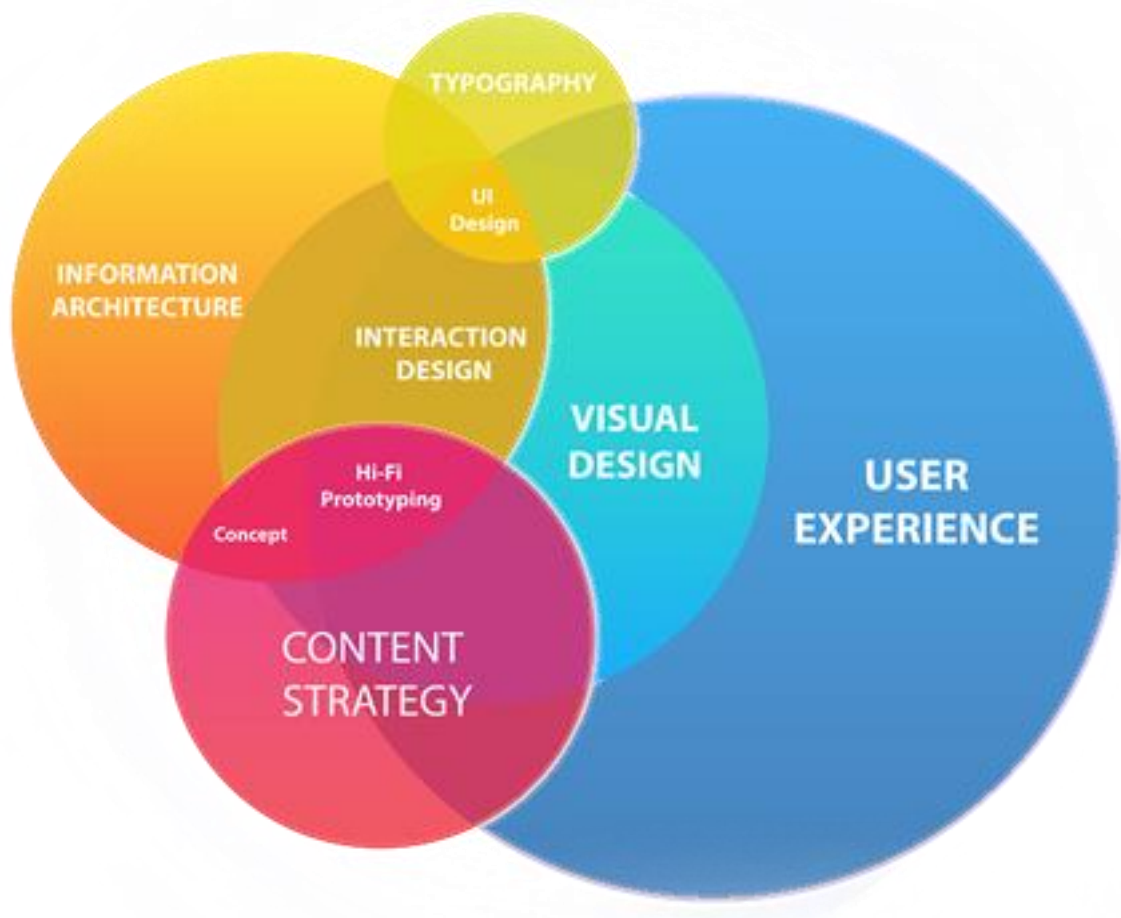 TYPOGRAPHY
UI
Design
INFORMATION
ARCHITECTURE
INTERACTION
DESIGN
VISUAL
DESIGN
USER
EXPERIENCE
Hi-Fi
Prototyping
Concept
CONTENT
STRATEGY